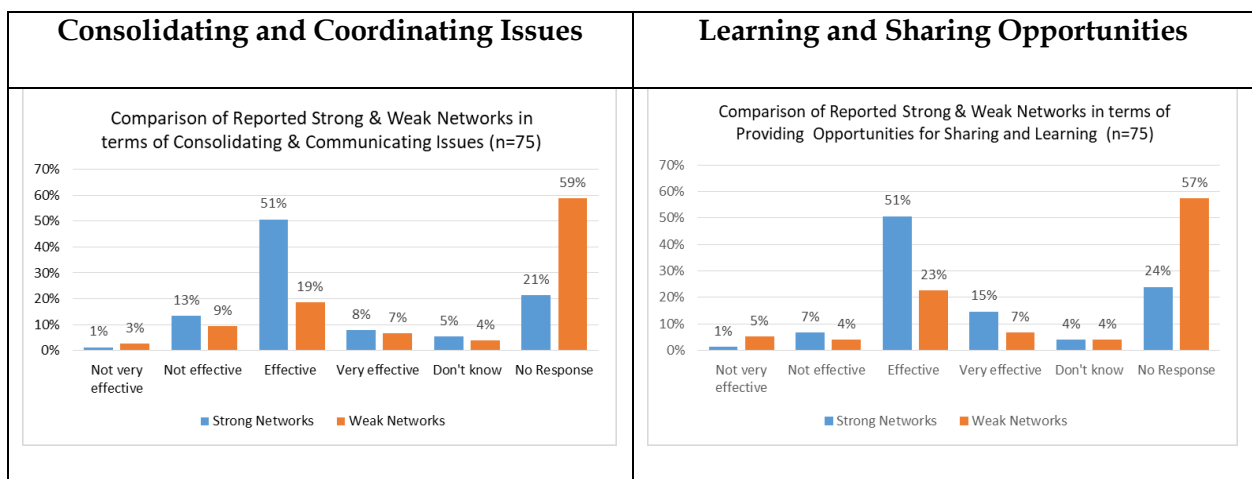 Consolidating and Coordinating Issues
Comparison of Reported Strong & Weak Networks in
terms of Consolidating & Communicating Issues (n=75)
70%
60%
50%
40%
30%
20%
10%
0%
1%
3%
13%
9%
51%
19%
8%
7%
5%
4%
21%
59%
Not very
effective
Not effective
Effective
Very effective
Don't know
No Response
Strong Networks
Weak Networks
Learning and Sharing Opportunities
Comparison of Reported Strong & Weak Networks in terms of
Providing Opportunities for Sharing and Learning (n=75)
70%
60%
50%
40%
30%
20%
10%
0%
1%
5%
7%
4%
51%
23%
15%
7%
4%
4%
24%
57%
Not very
effective
Not effective
Effective
Very effective
Don't know
No Response
Strong Networks
Weak Networks